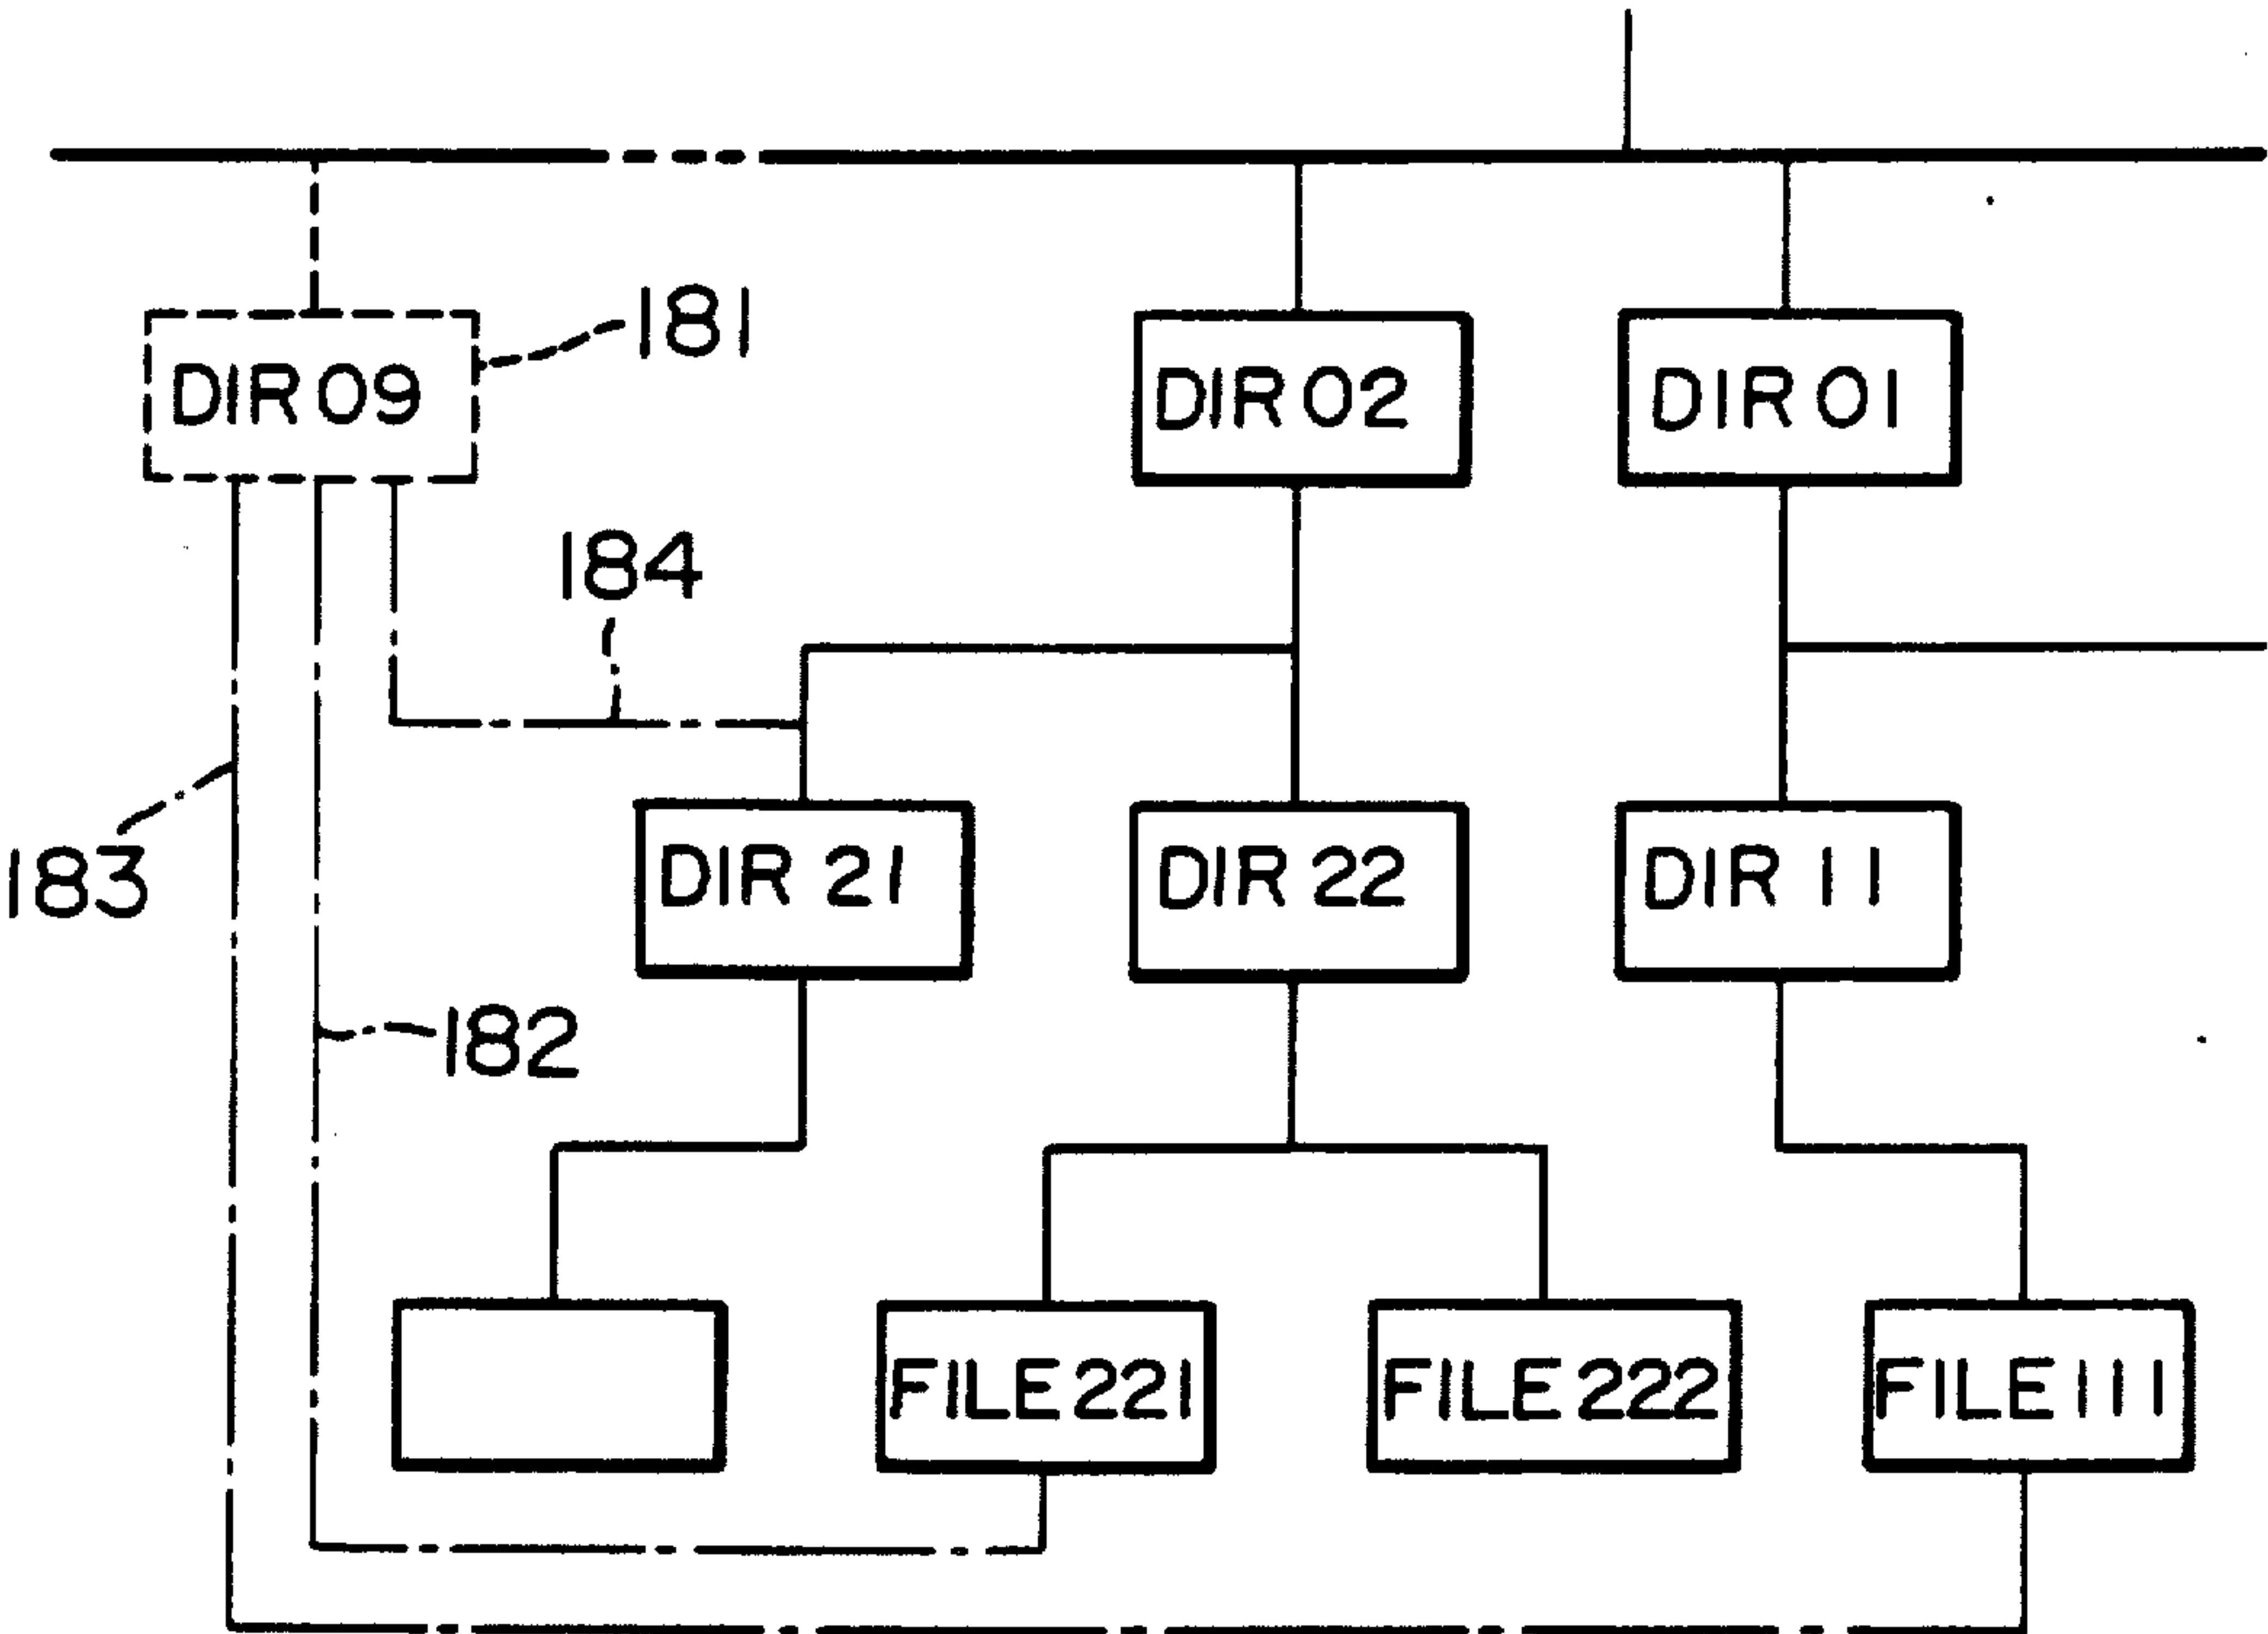 181
DIR 09
DIR 02
DIR 01
184
183
DIR 21
DIR 22
DIR 11
182
FILE 221
FILE 222
FILE 111